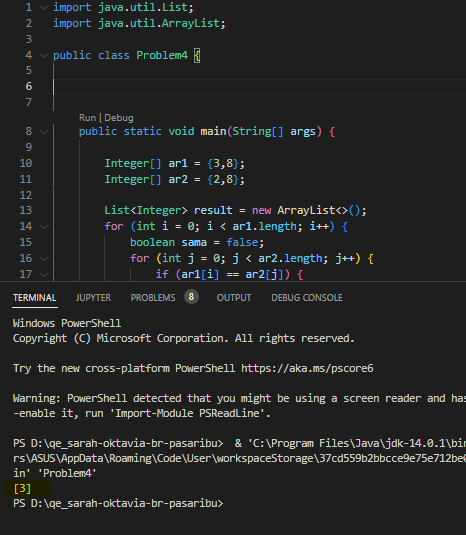 1 import java.util.List;
2 import java.util.ArrayList;
3
4 public class Problem4 {
5
6
7
Run | Debug
8 public static void main(String[] args) {
9
10 Integer[] ar1 = {3,8};
11 Integer[] ar2 = {2,8};
12
13 List<Integer> result = new ArrayList<>();
14 for (int i = 0; i < ar1.length; i++) {
15 boolean sama = false;
16 for (int j = 0; j < ar2.length; j++) {
17 if (ar1[i] == ar2[j]) {
TERMINAL JUPYTER PROBLEMS 8 OUTPUT DEBUG CONSOLE
Windows PowerShell
Copyright (C) Microsoft Corporation. All rights reserved.
Try the new cross-platform PowerShell https://aka.ms/pscore6
Warning: PowerShell detected that you might be using a screen reader and has
-enable it, run 'Import-Module PSReadLine'.
PS D:\qe_sarah-oktavia-br-pasaribu> & 'C:\Program Files\Java\jdk-14.0.1\bin
rs\ASUS\AppData\Roaming\Code\User\workspaceStorage\37cd559b2bbcce9e75e712be0
in' 'Problem4'
[3]
PS D:\qe_sarah-oktavia-br-pasaribu>